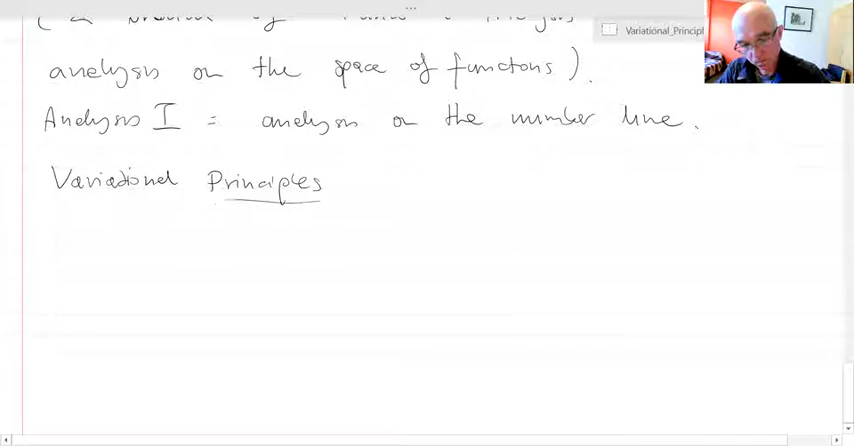 analysis on the space of functions).
Variational_Principl
Analysis I = analysis on the number line.
Variational Principles